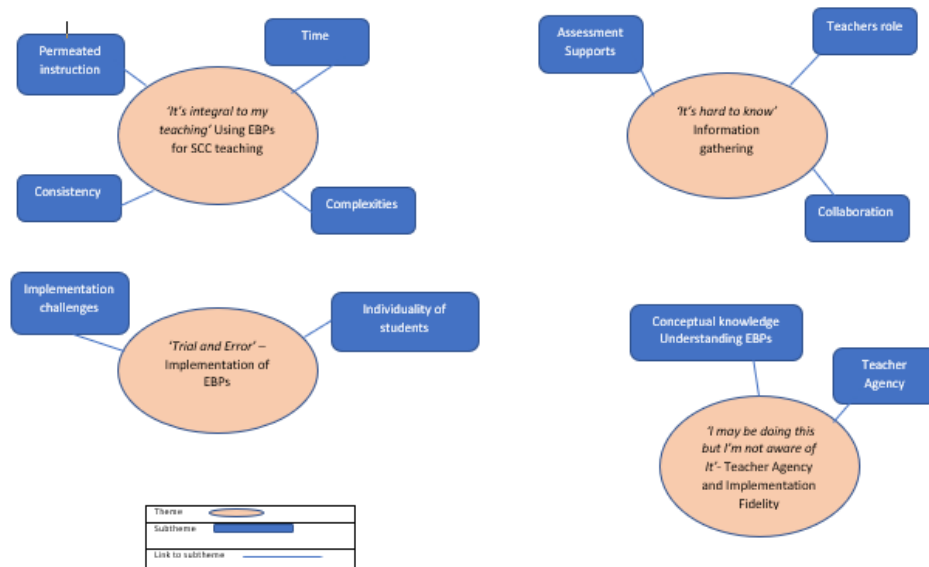 Permeated
instruction
Time
‘It’s integral to my
teaching’ Using EBPs
for SCC teaching
Consistency
Complexities
Assessment
Supports
Teachers role
‘It’s hard to know’
Information
gathering
Collaboration
Implementation
challenges
Individuality of
students
‘Trial and Error’ –
Implementation of
EBPs
Conceptual knowledge
Understanding EBPs
Teacher
Agency
‘I may be doing this
but I’m not aware of
It’- Teacher Agency
and Implementation
Fidelity
Theme
Subtheme
Link to subtheme